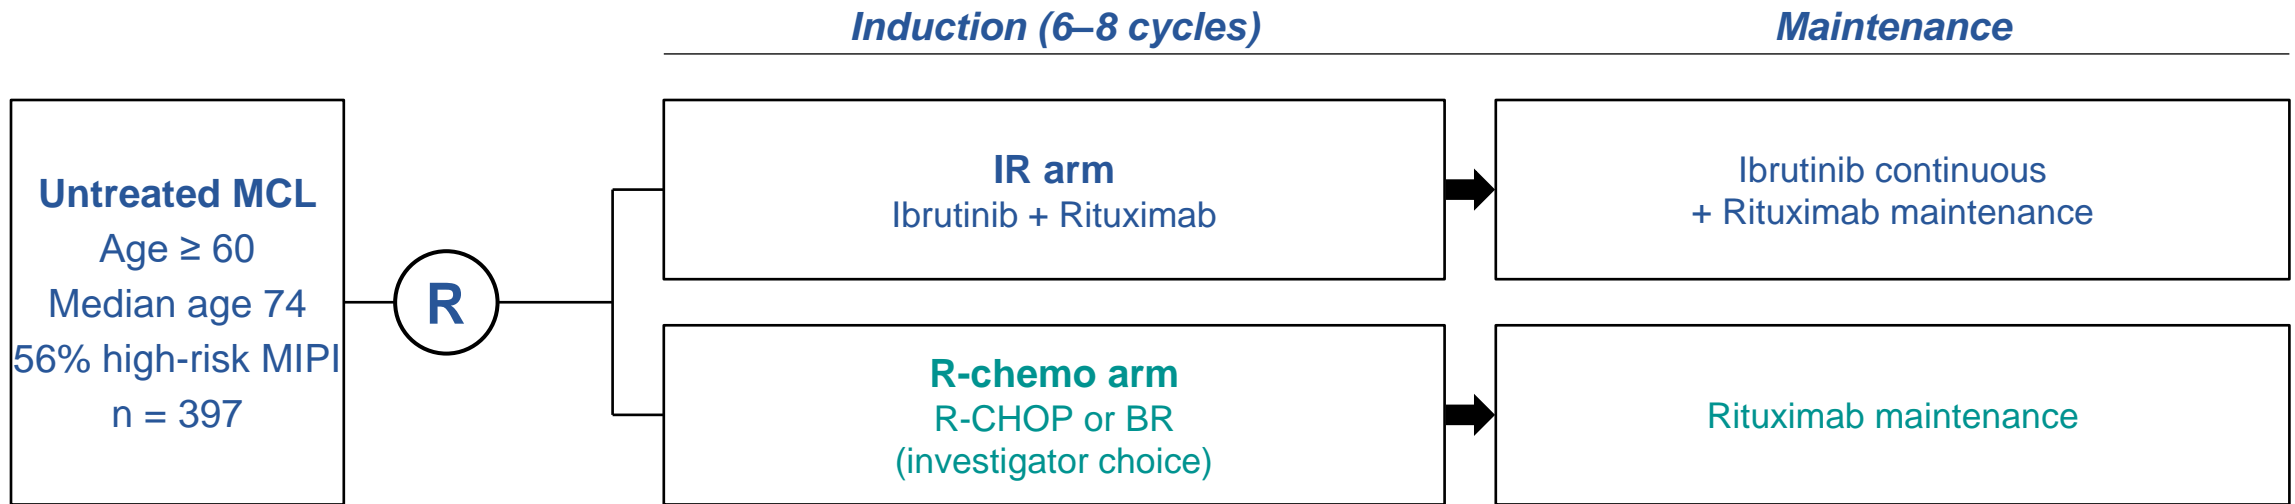 Induction (6–8 cycles)
Maintenance
Untreated MCL
Age ≥ 60
Median age 74
56% high-risk MIPI
n = 397
R
IR arm
Ibrutinib + Rituximab
Ibrutinib continuous
+ Rituximab maintenance
R-chemo arm
R-CHOP or BR
(investigator choice)
Rituximab maintenance